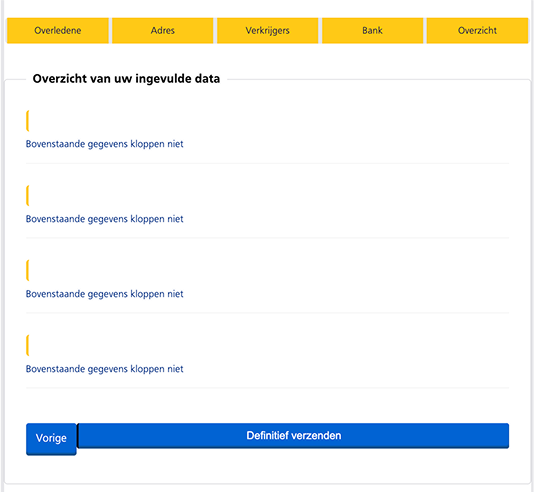 Overledene Adres Verkrijgers Bank Overzicht
Overzicht van uw ingevulde data
Bovenstaande gegevens kloppen niet
Bovenstaande gegevens kloppen niet
Bovenstaande gegevens kloppen niet
Bovenstaande gegevens kloppen niet
Vorige Definitief verzenden